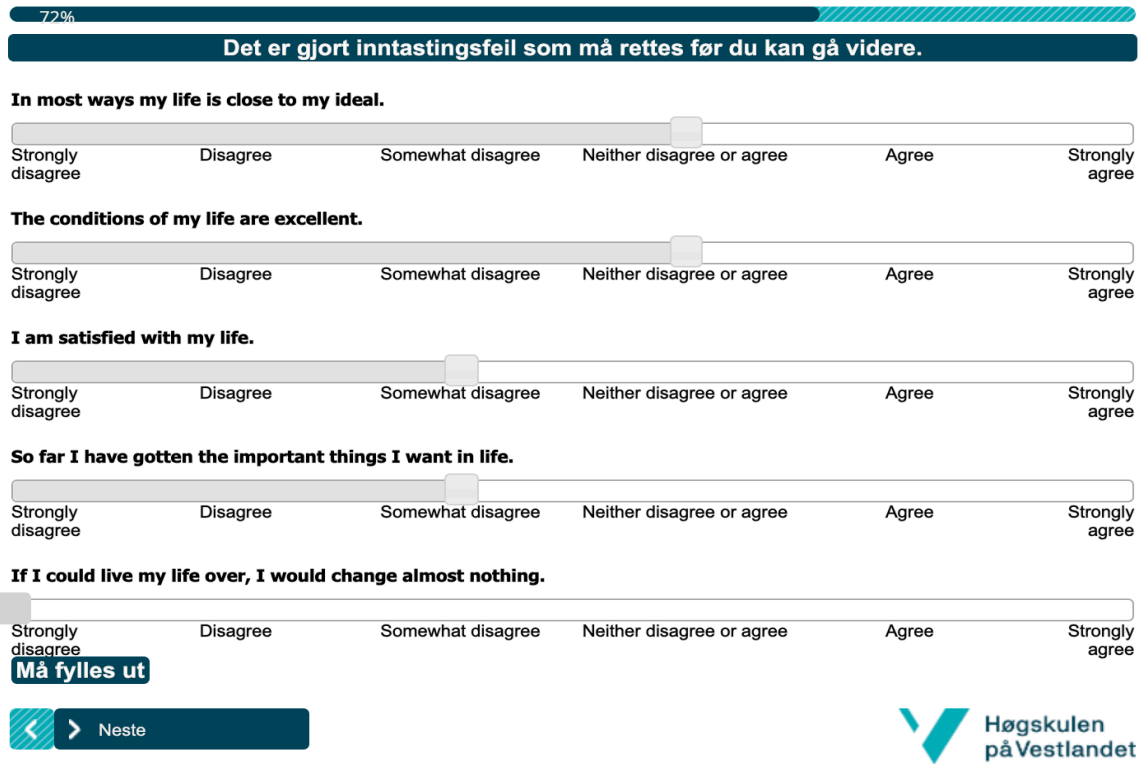 72%
Det er gjort inntastingsfeil som må rettes før du kan gå videre.
In most ways my life is close to my ideal.
Strongly disagree Disagree Somewhat disagree Neither disagree or agree Agree Strongly agree
The conditions of my life are excellent.
Strongly disagree Disagree Somewhat disagree Neither disagree or agree Agree Strongly agree
I am satisfied with my life.
Strongly disagree Disagree Somewhat disagree Neither disagree or agree Agree Strongly agree
So far I have gotten the important things I want in life.
Strongly disagree Disagree Somewhat disagree Neither disagree or agree Agree Strongly agree
If I could live my life over, I would change almost nothing.
Strongly disagree Disagree Somewhat disagree Neither disagree or agree Agree Strongly agree
Må fylles ut
Neste
Høgskulen
på Vestlandet